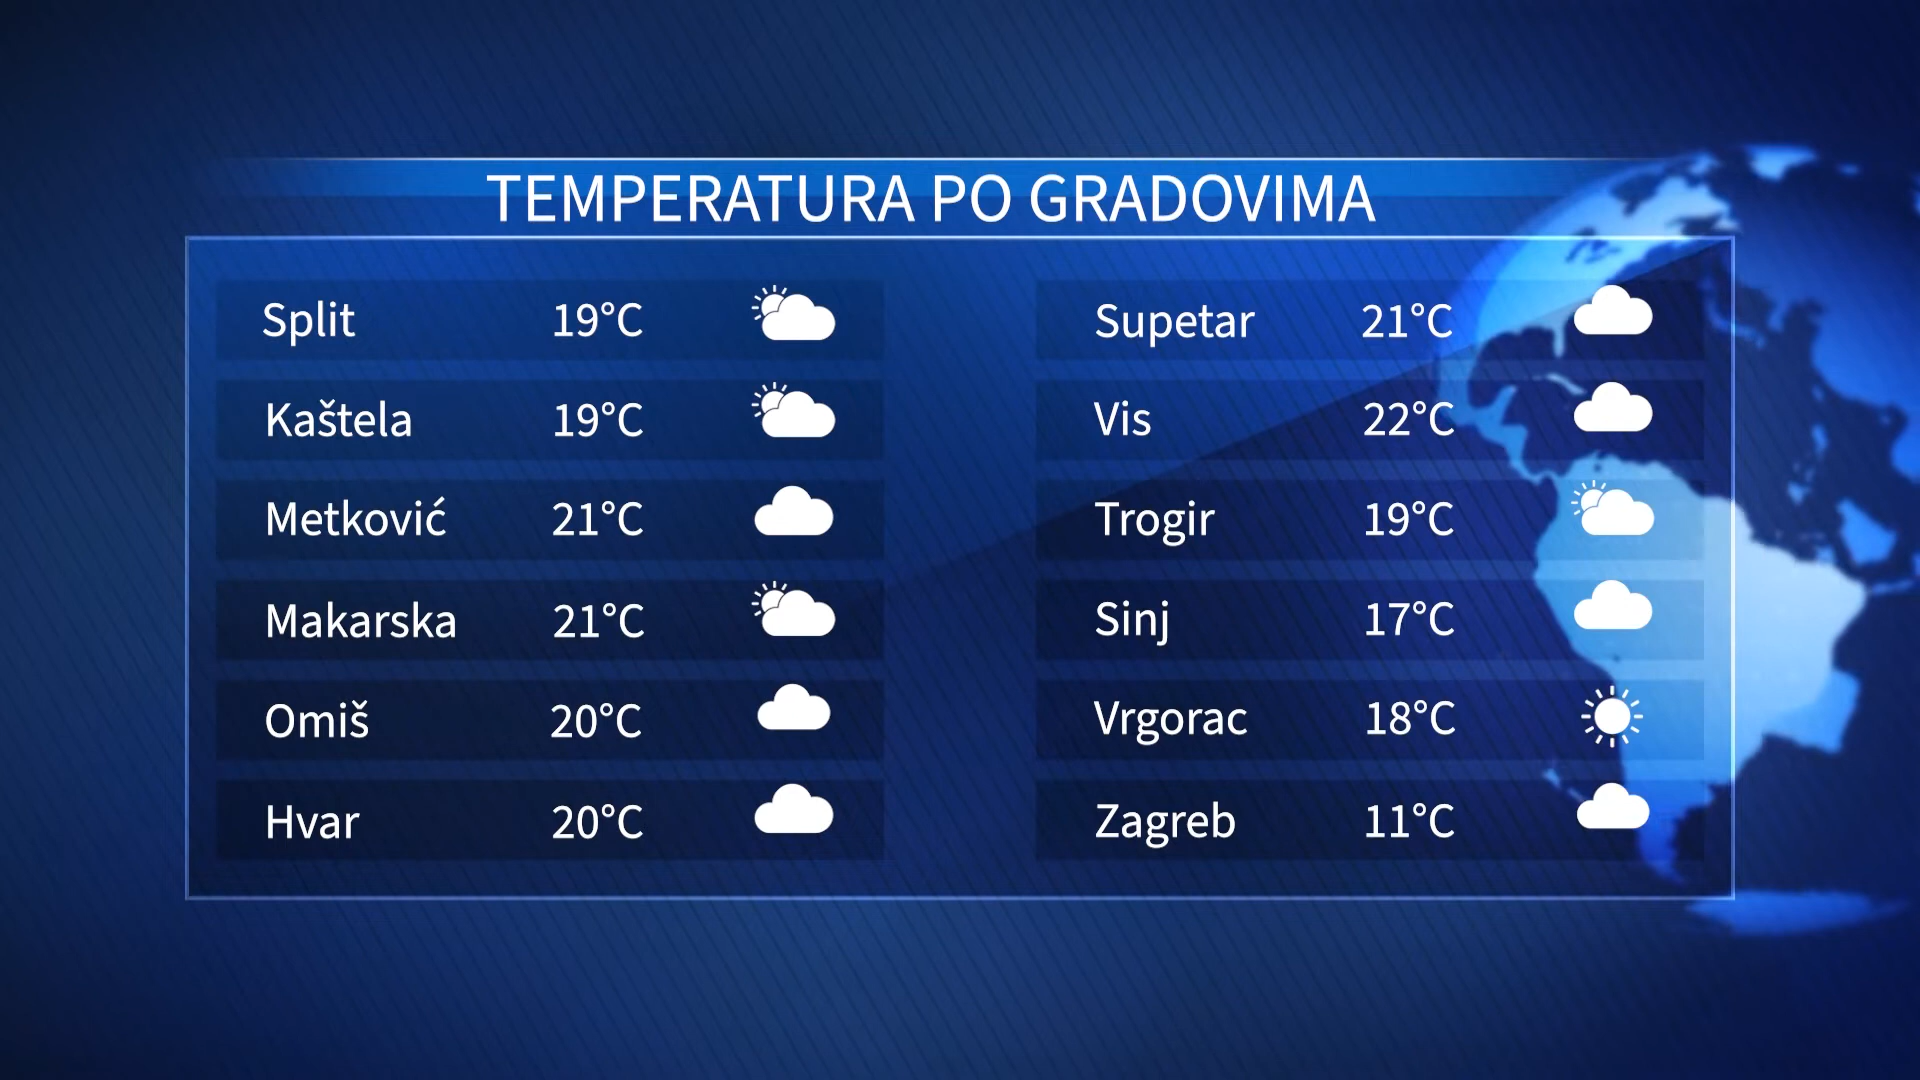 TEMPERATURA PO GRADOVIMA
Split 19°C
Kaštela 19°C
Metković 21°C
Makarska 21°C
Omiš 20°C
Hvar 20°C
Supetar 21°C
Vis 22°C
Trogir 19°C
Sinj 17°C
Vrgorac 18°C
Zagreb 11°C